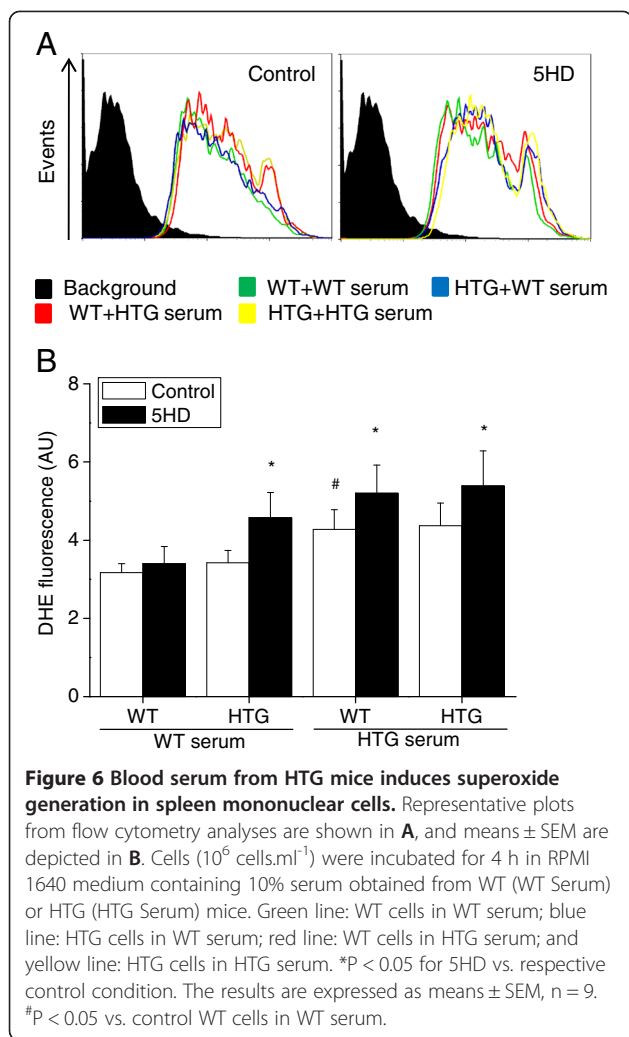 A
Control
5HD
Events
Background
WT+WT serum
HTG+WT serum
WT+HTG serum
HTG+HTG serum
B
Control
5HD
DHE fluorescence (AU)
8
6
4
2
0
*
#
*
*
WT
HTG
WT
HTG
WT serum
HTG serum
Figure 6 Blood serum from HTG mice induces superoxide
generation in spleen mononuclear cells. Representative plots
from flow cytometry analyses are shown in A, and means ± SEM are
depicted in B. Cells (10⁶ cells.ml⁻¹) were incubated for 4 h in RPMI
1640 medium containing 10% serum obtained from WT (WT Serum)
or HTG (HTG Serum) mice. Green line: WT cells in WT serum; blue
line: HTG cells in WT serum; red line: WT cells in HTG serum; and
yellow line: HTG cells in HTG serum. *P < 0.05 for 5HD vs. respective
control condition. The results are expressed as means ± SEM, n = 9.
#P < 0.05 vs. control WT cells in WT serum.